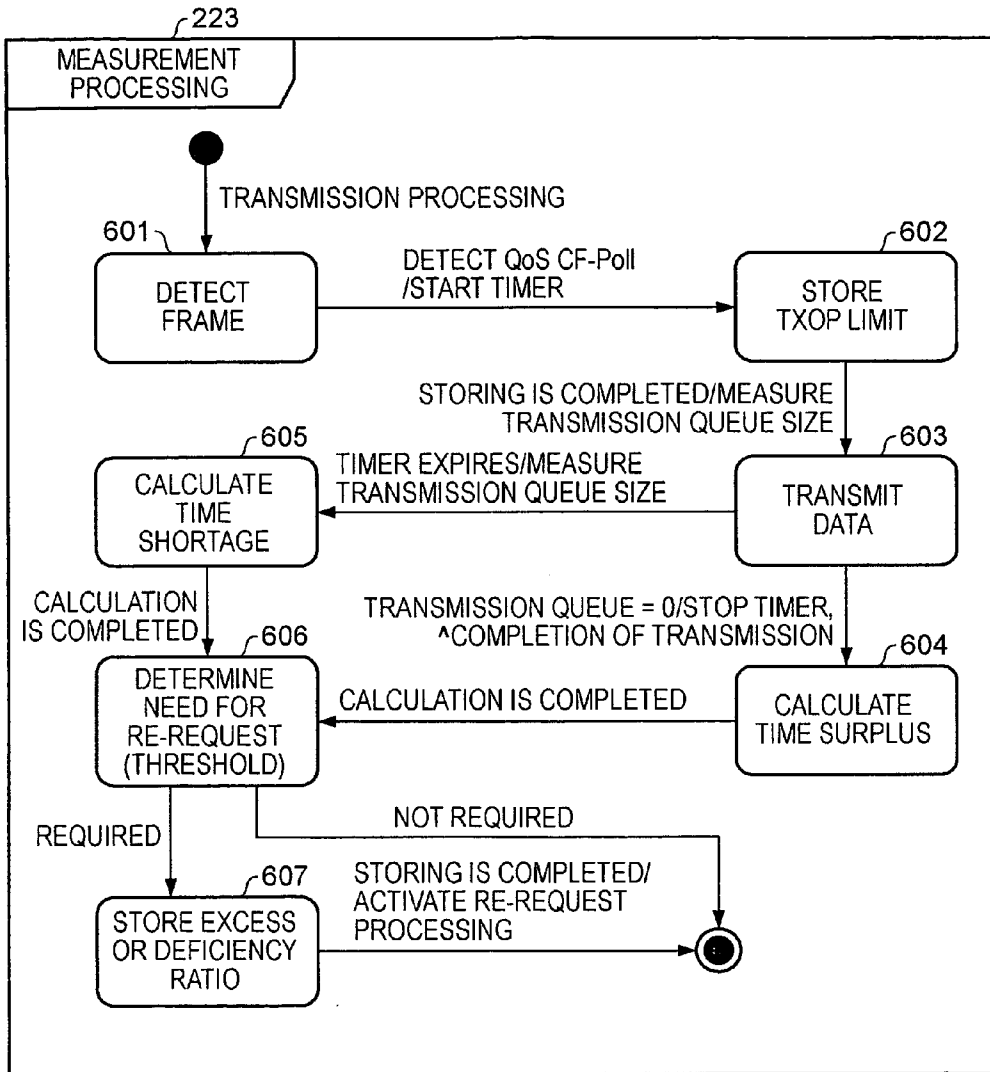 223
MEASUREMENT
PROCESSING
TRANSMISSION PROCESSING
601
DETECT
FRAME
DETECT QoS CF-Poll
/START TIMER
602
STORE
TXOP LIMIT
STORING IS COMPLETED/MEASURE
TRANSMISSION QUEUE SIZE
603
TRANSMIT
DATA
TIMER EXPIRES/MEASURE
TRANSMISSION QUEUE SIZE
605
CALCULATE
TIME
SHORTAGE
CALCULATION
IS COMPLETED
TRANSMISSION QUEUE = 0/STOP TIMER,
^COMPLETION OF TRANSMISSION
604
CALCULATE
TIME SURPLUS
CALCULATION IS COMPLETED
606
DETERMINE
NEED FOR
RE-REQUEST
(THRESHOLD)
REQUIRED
NOT REQUIRED
607
STORE EXCESS
OR DEFICIENCY
RATIO
STORING IS COMPLETED/
ACTIVATE RE-REQUEST
PROCESSING